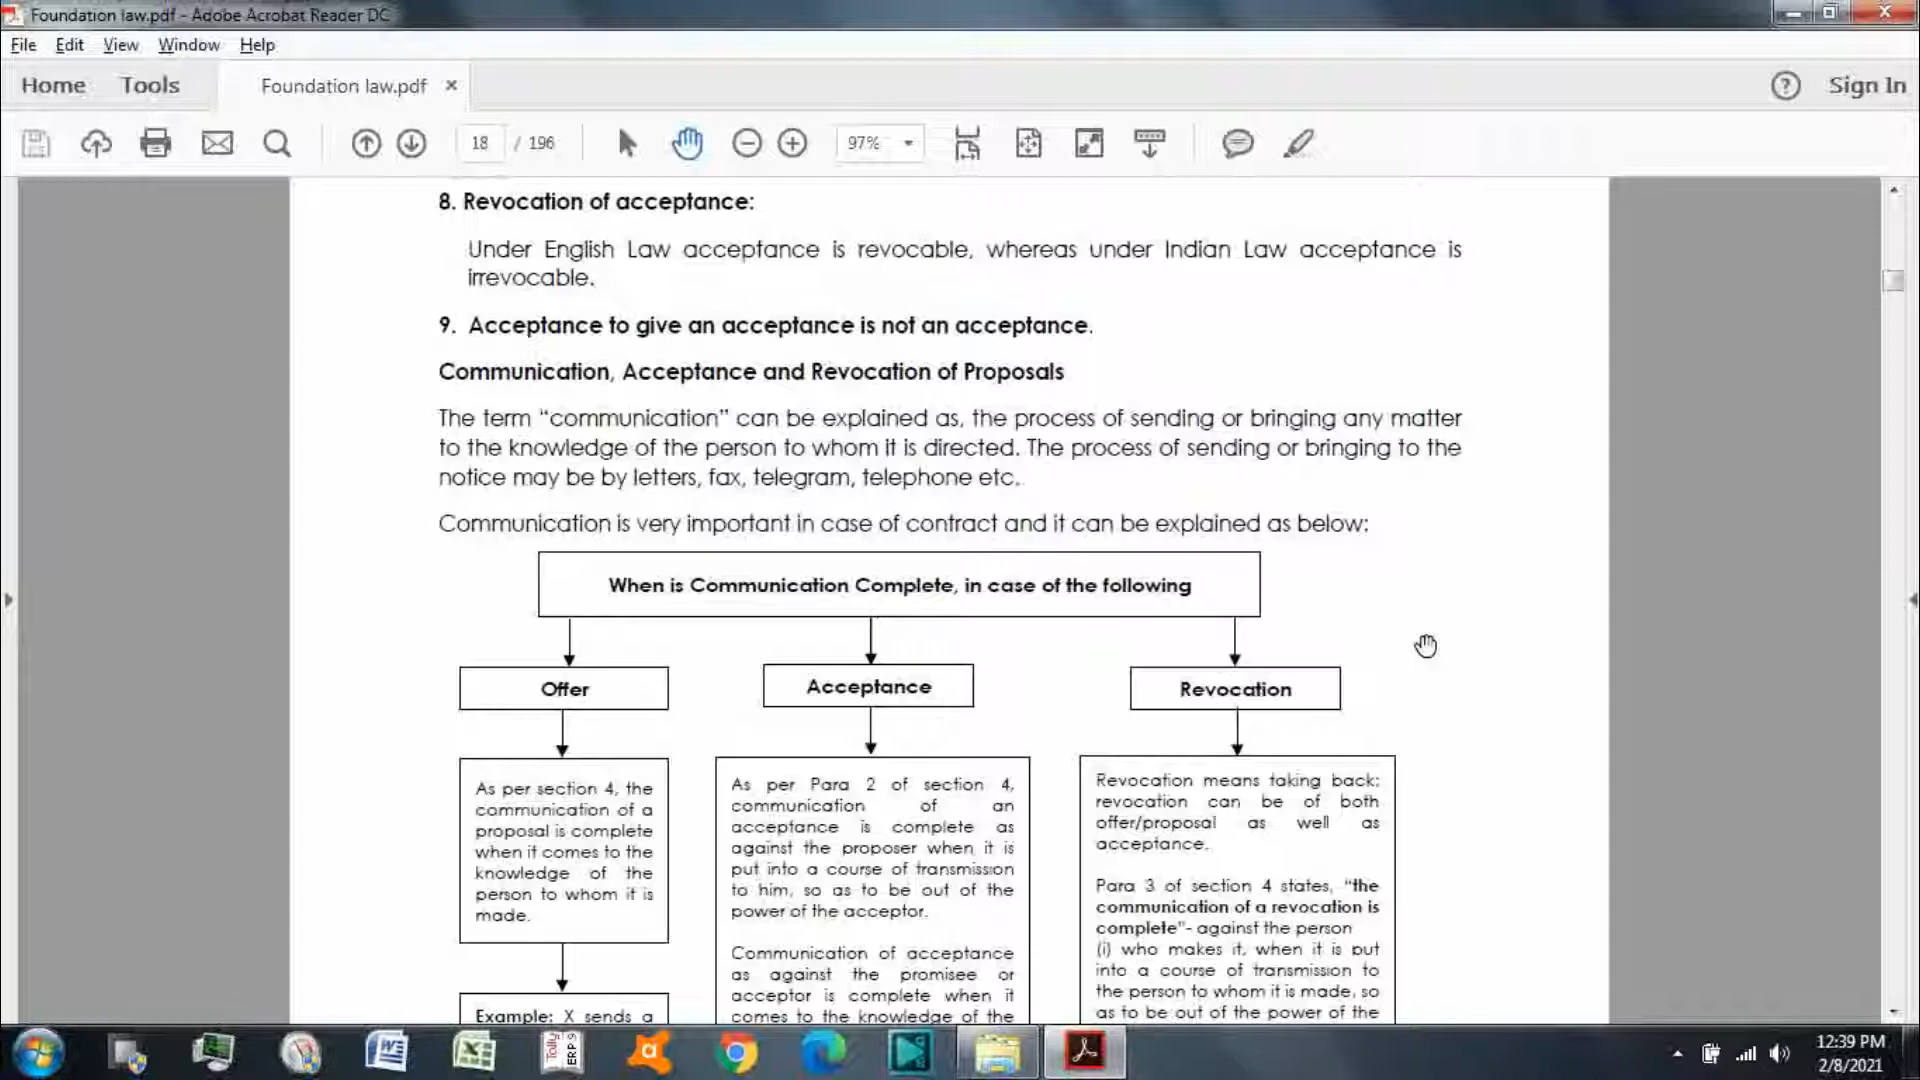 Foundation law.pdf - Adobe Acrobat Reader DC
File Edit View Window Help
Home Tools Foundation law.pdf × ? Sign In
18 / 196 97%
8. Revocation of acceptance:
Under English Law acceptance is revocable, whereas under Indian Law acceptance is
irrevocable.
9. Acceptance to give an acceptance is not an acceptance.
Communication, Acceptance and Revocation of Proposals
The term “communication” can be explained as, the process of sending or bringing any matter
to the knowledge of the person to whom it is directed. The process of sending or bringing to the
notice may be by letters, fax, telegram, telephone etc.
Communication is very important in case of contract and it can be explained as below:
When is Communication Complete, in case of the following
Offer
As per section 4, the
communication of a
proposal is complete
when it comes to the
knowledge of the
person to whom it is
made.
Example: X sends a
Acceptance
As per Para 2 of section 4,
communication of an
acceptance is complete as
against the proposer when it is
put into a course of transmission
to him, so as to be out of the
power of the acceptor.
Communication of acceptance
as against the promisee or
acceptor is complete when it
comes to the knowledge of the
Revocation
Revocation means taking back;
revocation can be of both
offer/proposal as well as
acceptance.
Para 3 of section 4 states, “the
communication of a revocation is
complete”- against the person
(i) who makes it, when it is put
into a course of transmission to
the person to whom it is made, so
as to be out of the power of the
Tally
ERP 9
12:39 PM
2/8/2021